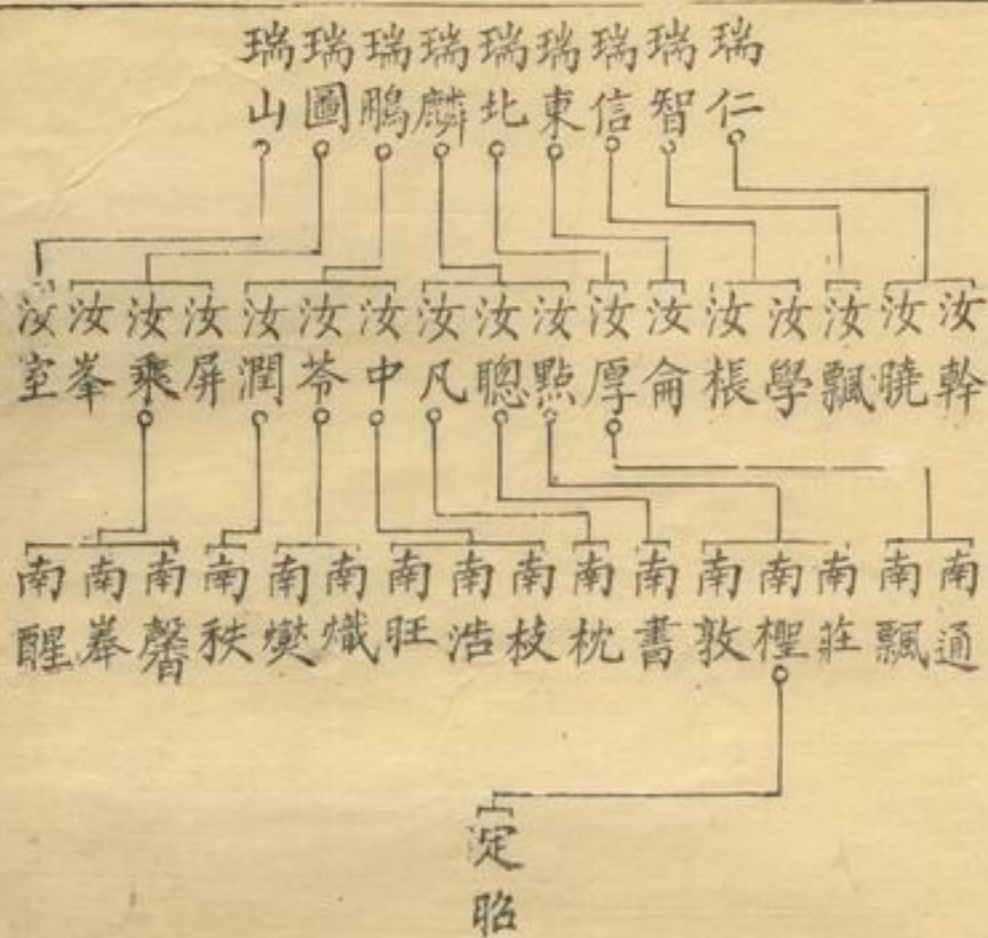 瑞仁
瑞智
瑞信
瑞東
瑞北
瑞麟
瑞鵬
瑞圖
瑞山
汝幹
汝曉
汝飄
汝學
汝棖
汝侖
汝厚
汝點
汝聰
汝凡
汝中
汝苓
汝潤
汝屏
汝乘
汝峯
汝室
南通
南飄
南莊
南檉
南敦
南書
南枕
南枝
南浩
南旺
南熾
南爕
南秩
南馨
南
南醒
淀昭